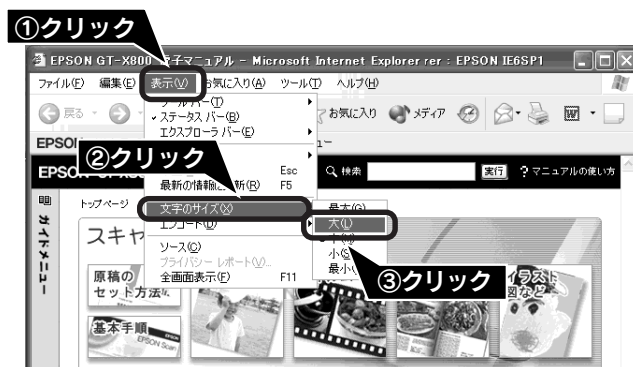 ①クリック
EPSON GT-X800 電子マニュアル - Microsoft Internet Explorer rer : EPSON IE6SP1
ファイル(F) 編集(E) 表示(V) お気に入り(A) ツール(T) ヘルプ(H)
戻る お気に入り メディア
ツール バー(T)
ステータス バー(B)
エクスプローラ バー(E)
EPSON
②クリック
Esc
最新の情報に更新(R) F5
検索 実行 ?マニュアルの使い方
文字のサイズ(X)
エンコード(D)
ソース(C)
プライバシー レポート(V)...
全画面表示(F) F11
最大(G)
大(L)
中(M)
小(S)
最小
③クリック
トップページ
ガイドメニュー
スキャ
原稿の
セット方法
基本手順
EPSON Scan
イラスト
図など